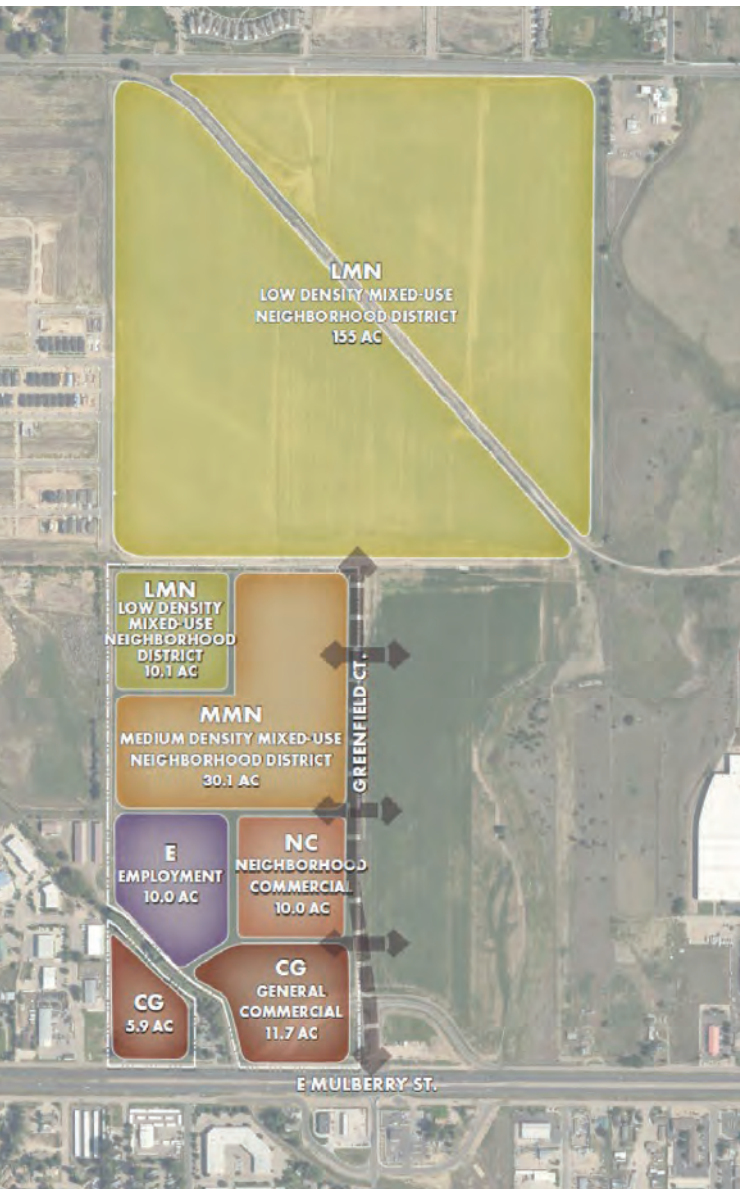 LMN
LOW DENSITY MIXED-USE
NEIGHBORHOOD DISTRICT
155 AC
LMN
LOW DENSITY
MIXED-USE
NEIGHBORHOOD
DISTRICT
10.1 AC
MMN
MEDIUM DENSITY MIXED-USE
NEIGHBORHOOD DISTRICT
30.1 AC
GREENFIELD CT.
E
EMPLOYMENT
10.0 AC
NC
NEIGHBORHOOD
COMMERCIAL
10.0 AC
CG
5.9 AC
CG
GENERAL
COMMERCIAL
11.7 AC
E MULBERRY ST.